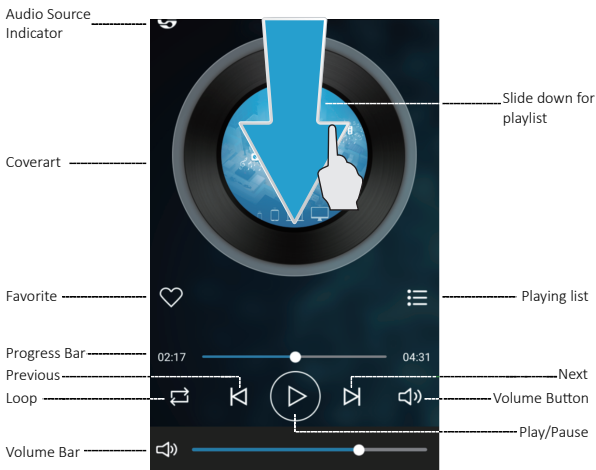 Audio Source
Indicator
Slide down for
playlist
Coverart
Favorite
Playing list
Progress Bar
02:17
04:31
Previous
Next
Loop
Volume Button
Play/Pause
Volume Bar